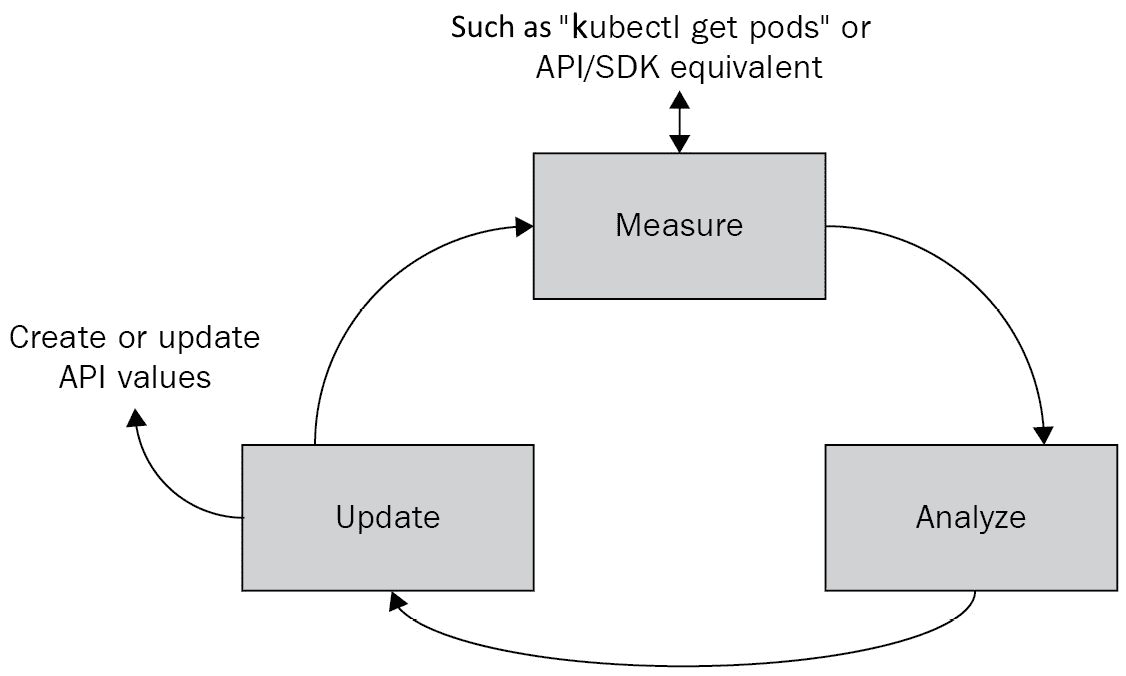 Such as "kubectl get pods" or
API/SDK equivalent
Measure
Create or update
API values
Update
Analyze